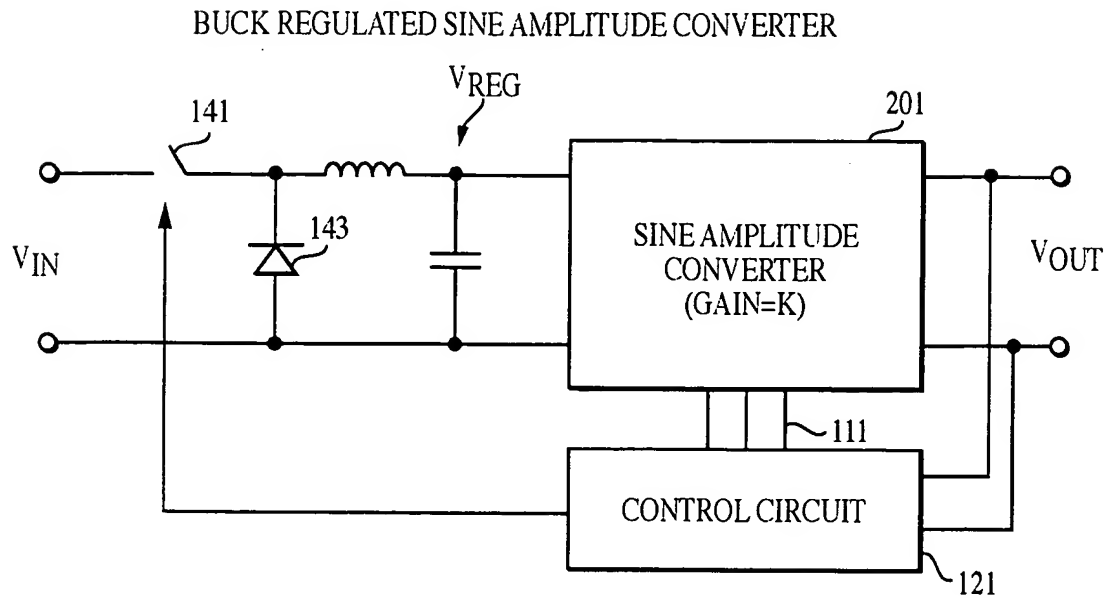 BUCK REGULATED SINE AMPLITUDE CONVERTER
VREG
141
201
143
VIN
SINE AMPLITUDE
CONVERTER
(GAIN=K)
VOUT
111
CONTROL CIRCUIT
121